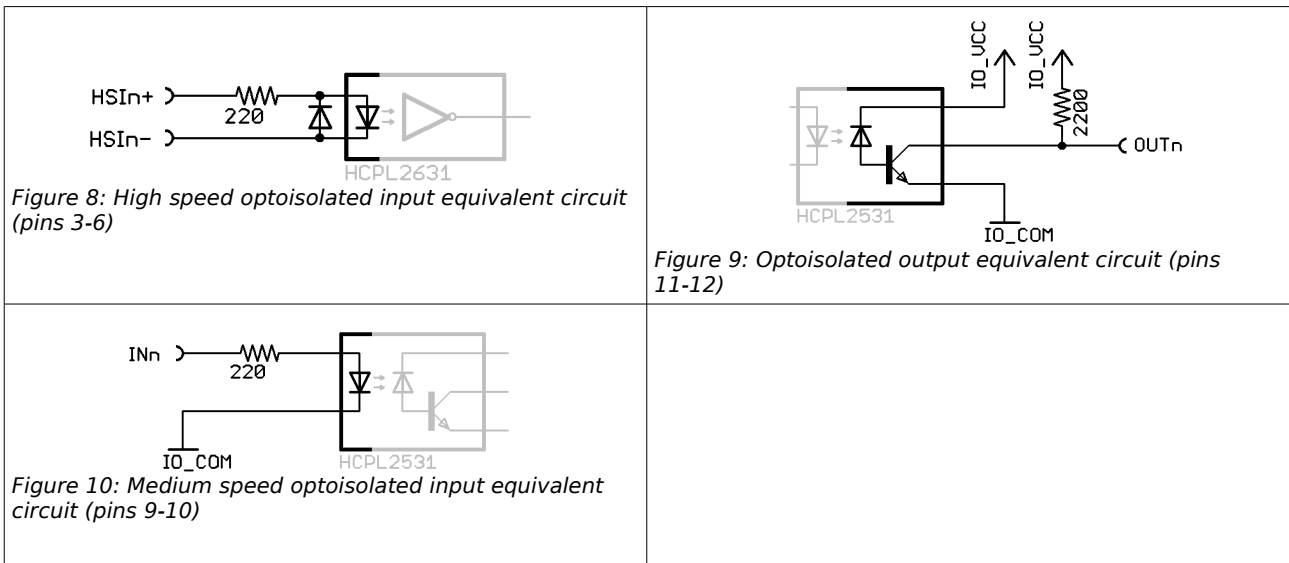 HSIn+
220
HSIn-
HCPL2631
Figure 8: High speed optoisolated input equivalent circuit
(pins 3-6)
IO_VCC
IO_VCC
2200
OUTn
HCPL2531
IO_COM
Figure 9: Optoisolated output equivalent circuit (pins
11-12)
INn
220
IO_COM
HCPL2531
Figure 10: Medium speed optoisolated input equivalent
circuit (pins 9-10)